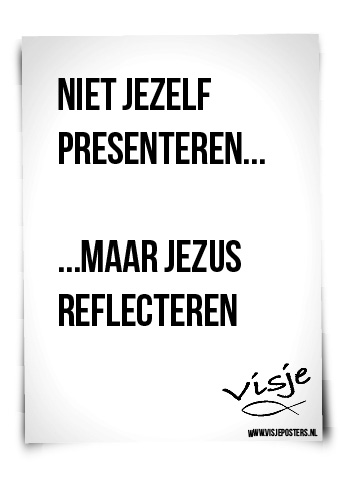 NIET JEZELF
PRESENTEREN...
...MAAR JEZUS
REFLECTEREN
visje
WWW.VISJEPOSTERS.NL